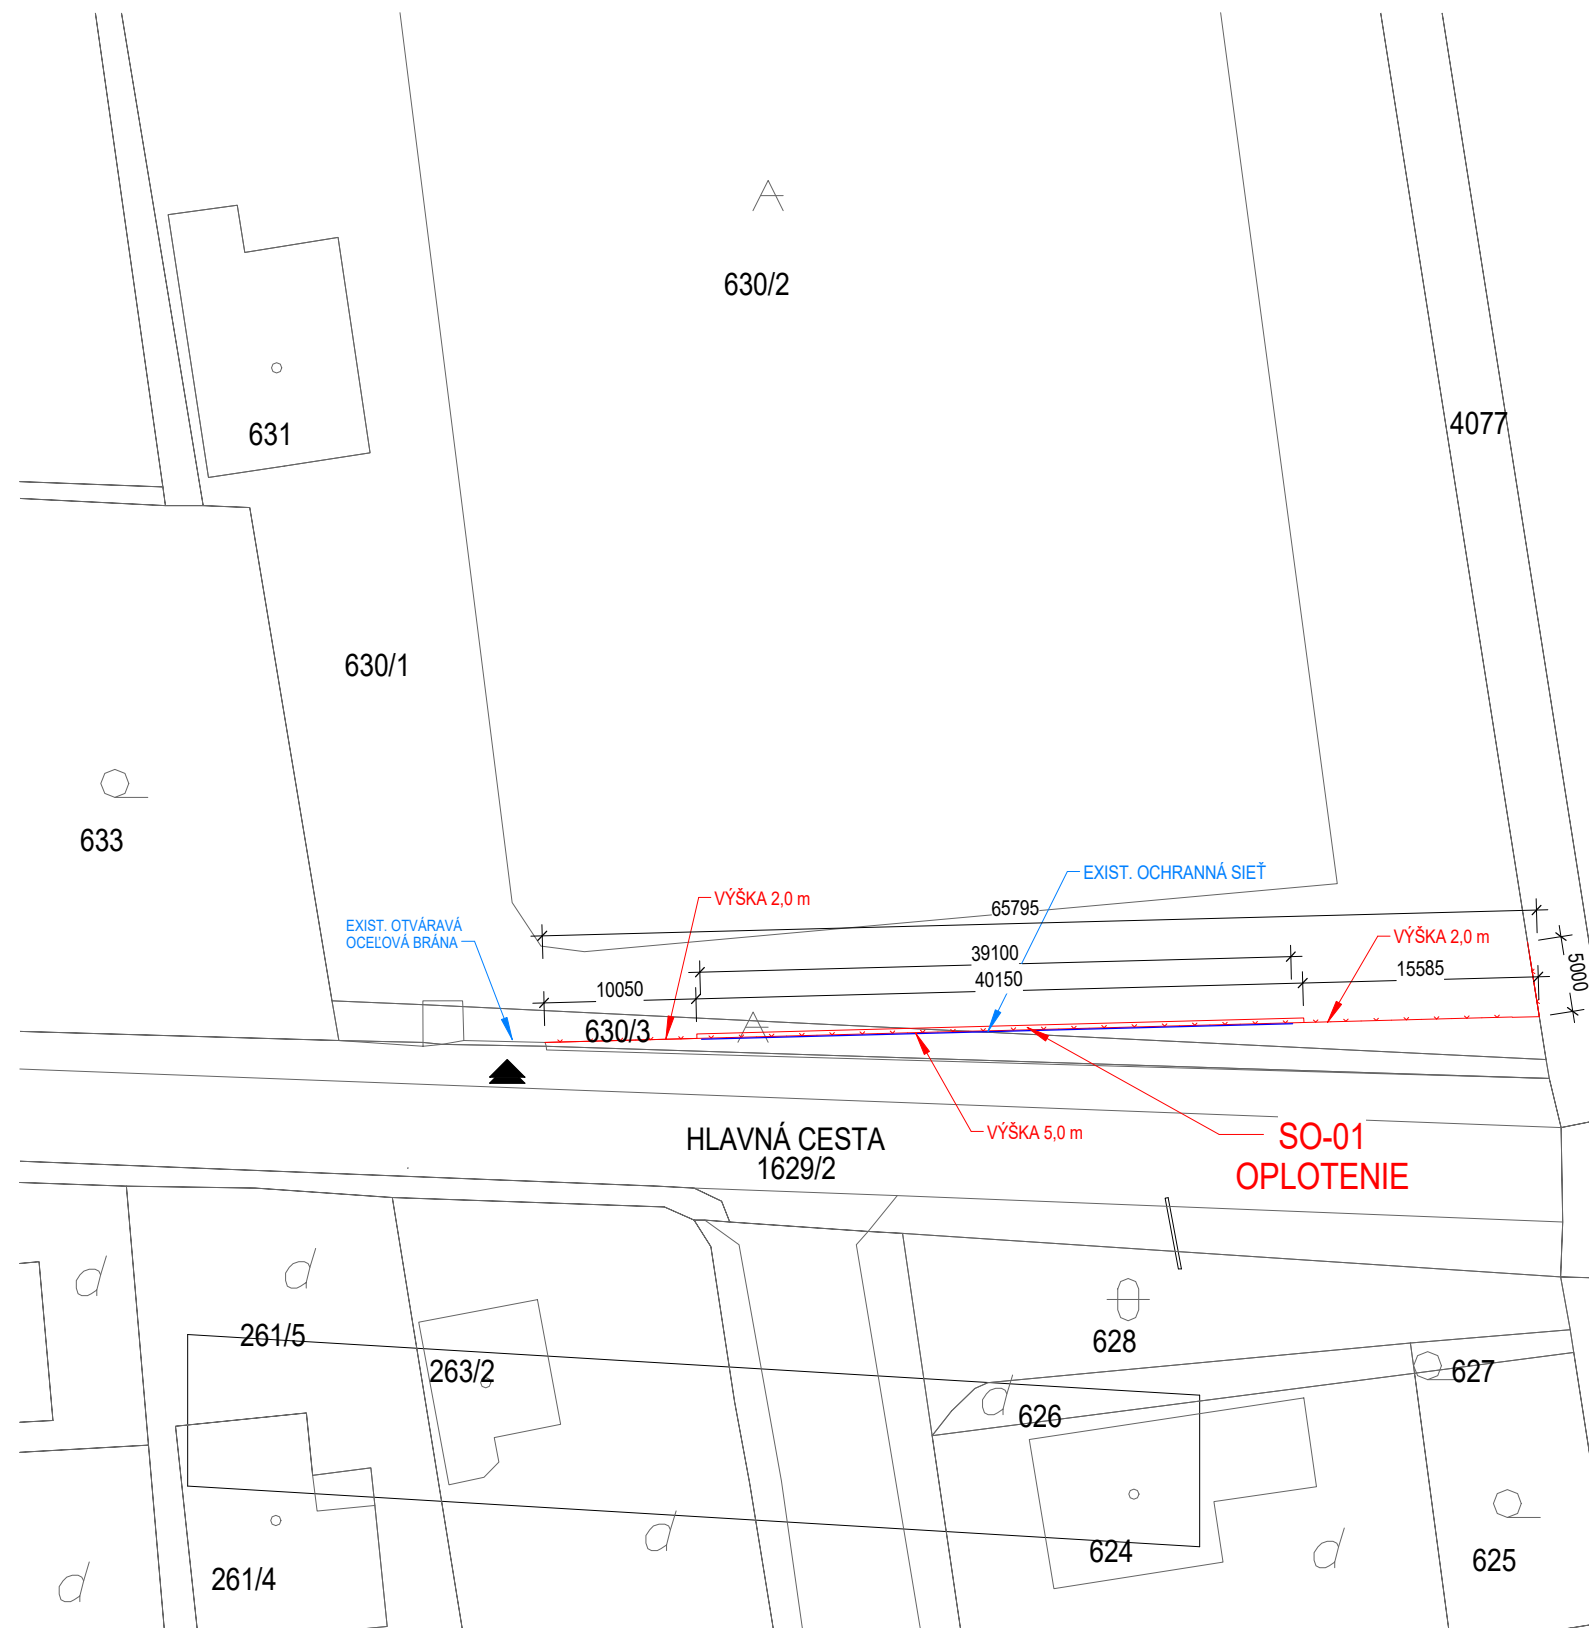 630/2
631
4077
630/1
633
EXIST. OCHRANNÁ SIEŤ
VÝŠKA 2,0 m
65795
EXIST. OTVÁRAVÁ
OCEĽOVÁ BRÁNA
VÝŠKA 2,0 m
39100
15585
5000
40150
10050
630/3
HLAVNÁ CESTA
1629/2
VÝŠKA 5,0 m
SO-01
OPLOTENIE
261/5
263/2
628
627
626
624
625
261/4